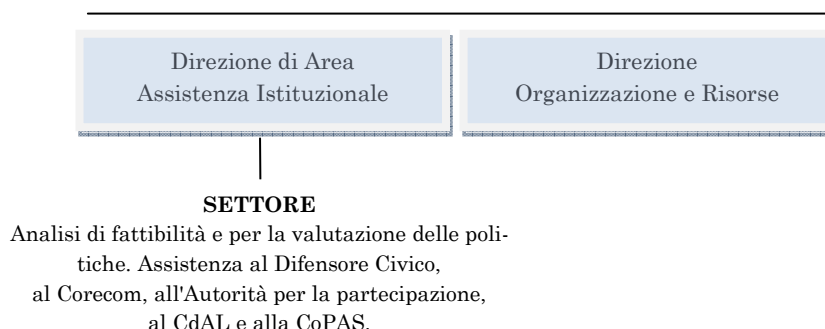 Direzione di Area
Assistenza Istituzionale
Direzione
Organizzazione e Risorse
SETTORE
Analisi di fattibilità e per la valutazione delle poli-
tiche. Assistenza al Difensore Civico,
al Corecom, all'Autorità per la partecipazione,
al CdAL e alla CoPAS.